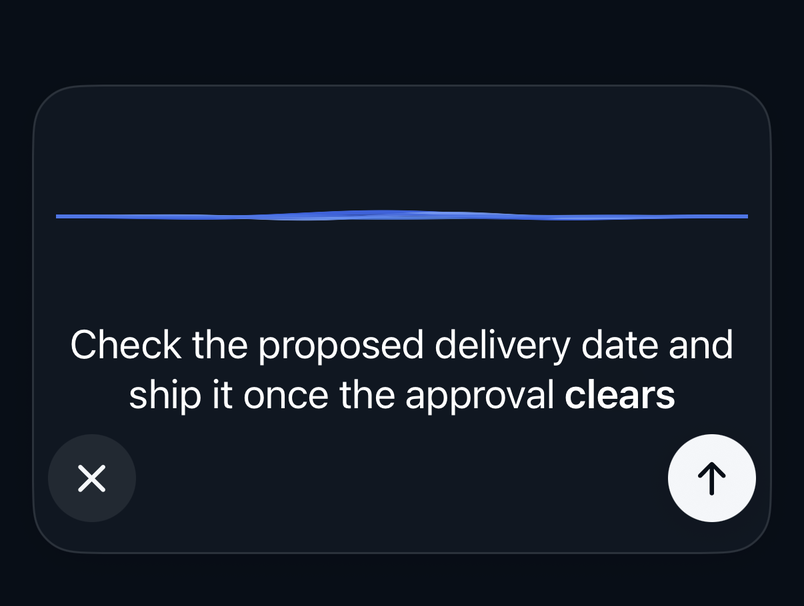 Check the proposed delivery date and
ship it once the approval clears